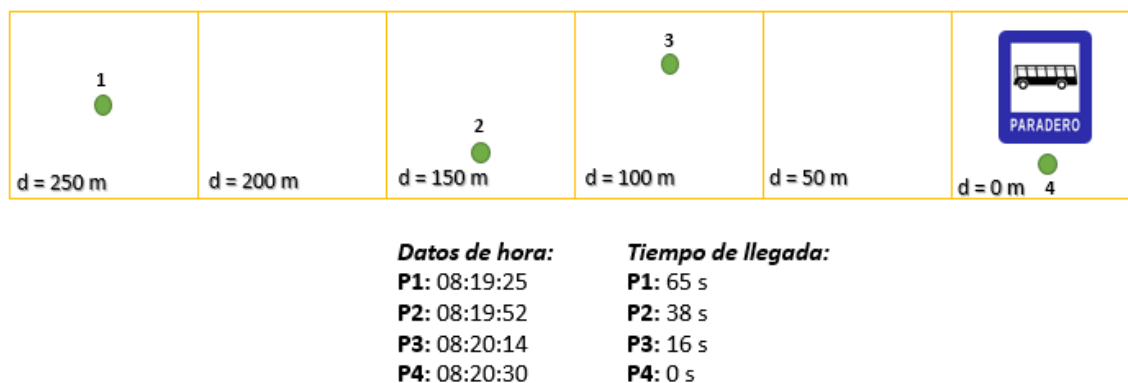 1
2
3
PARADERO
d = 250 m
d = 200 m
d = 150 m
d = 100 m
d = 50 m
d = 0 m
4
Datos de hora:
P1: 08:19:25
P2: 08:19:52
P3: 08:20:14
P4: 08:20:30
Tiempo de llegada:
P1: 65 s
P2: 38 s
P3: 16 s
P4: 0 s